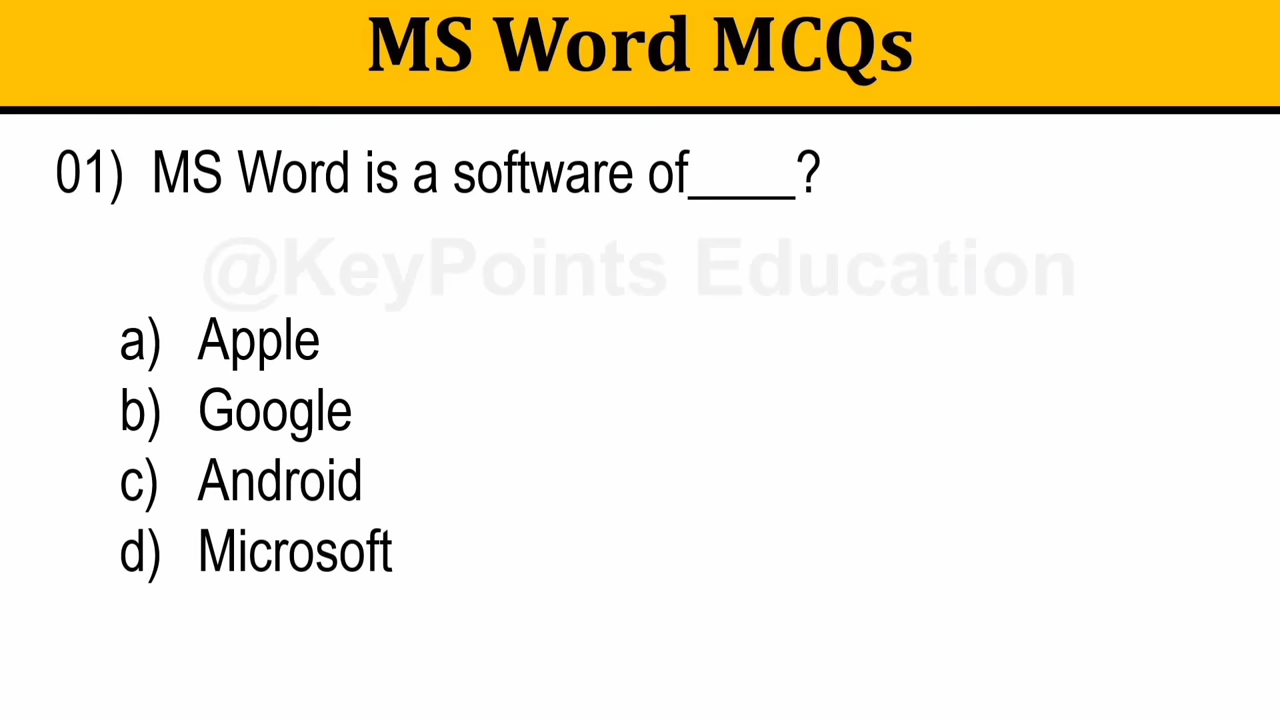 MS Word MCQs
01) MS Word is a software of____?
@KeyPoints Education
a) Apple
b) Google
c) Android
d) Microsoft